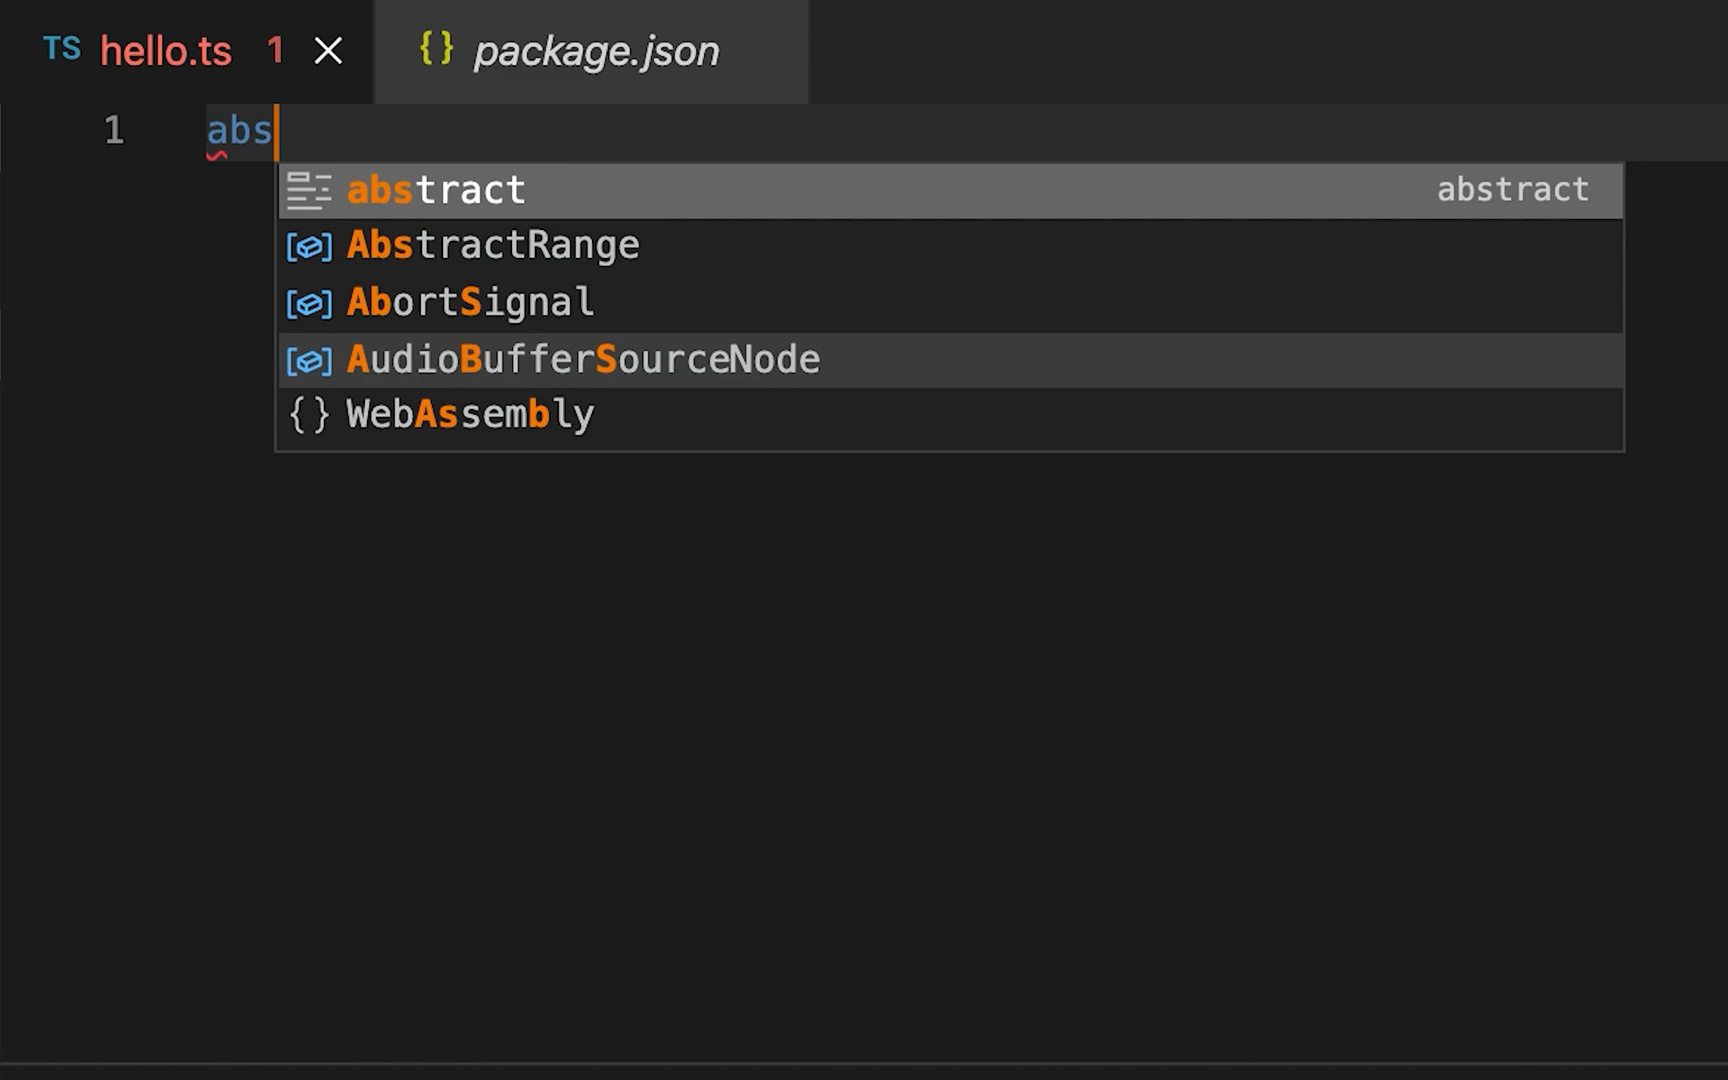 TS hello.ts 1 {} package.json
1 abs
abstract abstract
AbstractRange
AbortSignal
AudioBufferSourceNode
{} WebAssembly